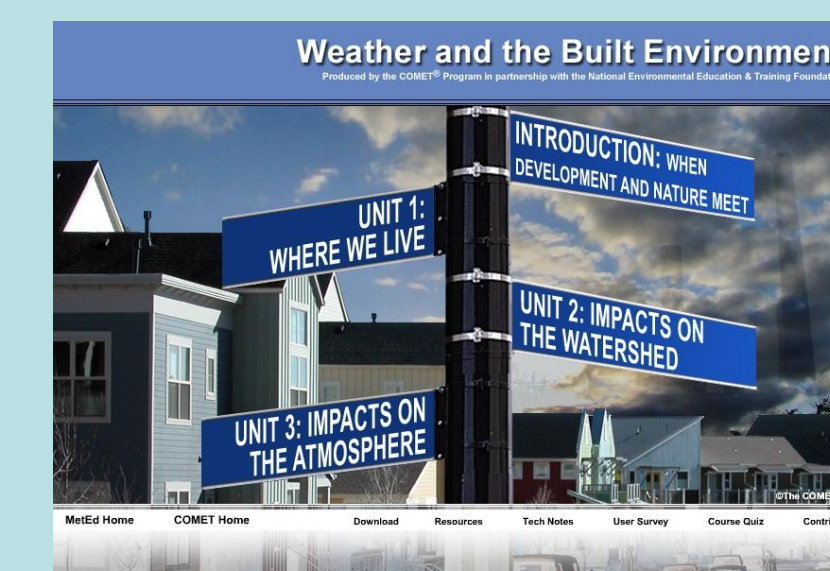 Weather and the Built Environmen
Produced by the COMET® Program in partnership with the National Environmental Education & Training Foundat
INTRODUCTION: WHEN
DEVELOPMENT AND NATURE MEET
UNIT 1:
WHERE WE LIVE
UNIT 2: IMPACTS ON
THE WATERSHED
UNIT 3: IMPACTS ON
THE ATMOSPHERE
©The COME
MetEd Home COMET Home Download Resources Tech Notes User Survey Course Quiz Contri